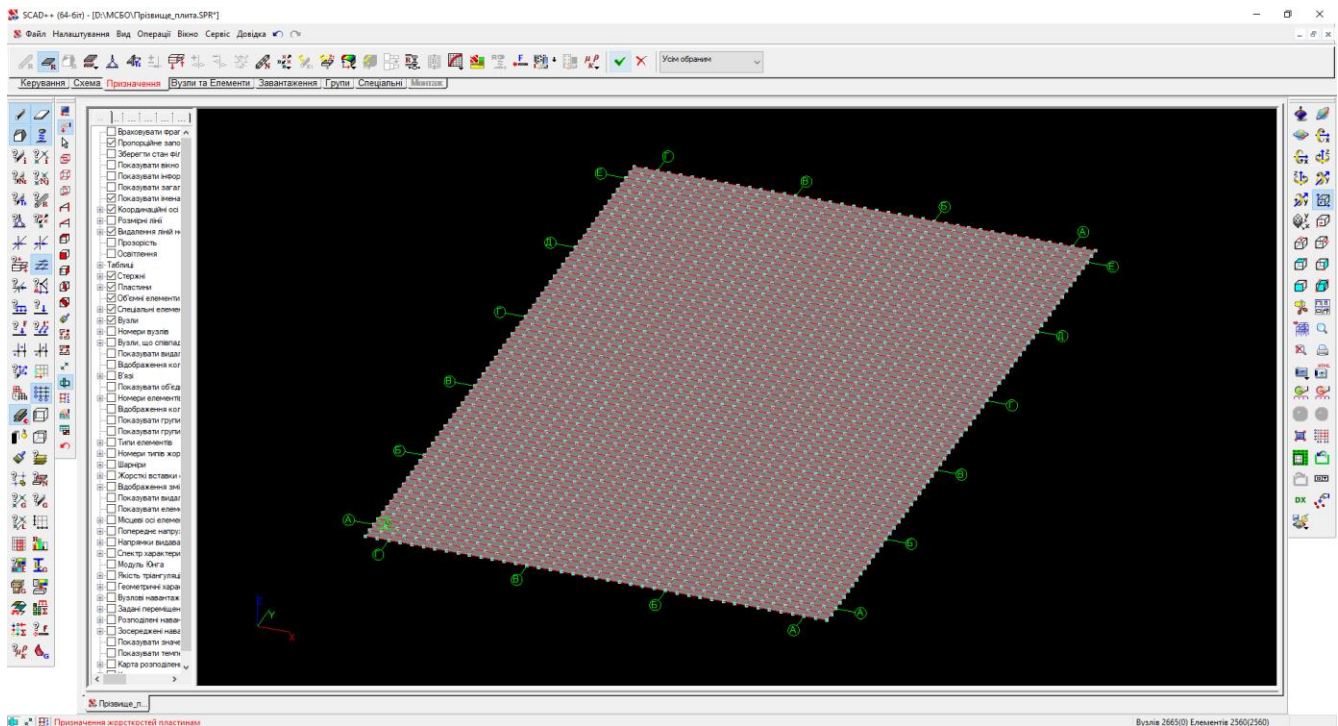 SCAD++ (64-біт) - [D:\МСБО\Прізвище_плита.SPR*]
Файл Налаштування Вид Операції Вікно Сервіс Довідка
Усім обраним
Керування Схема Призначення Вузли та Елементи Завантаження Групи Спеціальні Монтаж
Враховувати фраг
Пропорційне запо
Зберегти стан філ
Показувати вікно
Показувати інфор
Показувати загал
Показувати імена
Координаційні осі
Розмірні лінії
Видалення ліній н
Прозорість
Освітлення
Таблиці
Стержні
Пластини
Об'ємні елементи
Спеціальні елемен
Вузли
Номери вузлів
Вузли, що співпад
Показувати видал
Відображення кол
В'язі
Показувати об'єд
Номери елементів
Відображення кол
Показувати групи
Показувати групи
Типи елементів
Номери типів жор
Шарніри
Жорсткі вставки
Відображення змі
Показувати видал
Показувати елем
Місцеві осі елеме
Попереднє напру
Напрямки видава
Спектр характери
Модуль Юнга
Якість тріангуляц
Геометричні харак
Вузлові навантаж
Задані переміщен
Розподілені наван
Зосереджені нава
Показувати значе
Показувати темп
Карта розподілен
Г
Е
В
Б
А
Е
Д
Г
В
Б
А
Г
В
Б
А
А
Б
В
Г
Д
Z
Y
X
Прізвище_п...
Призначення жорсткостей пластинам
Вузлів 2665(0) Елементів 2560(2560)